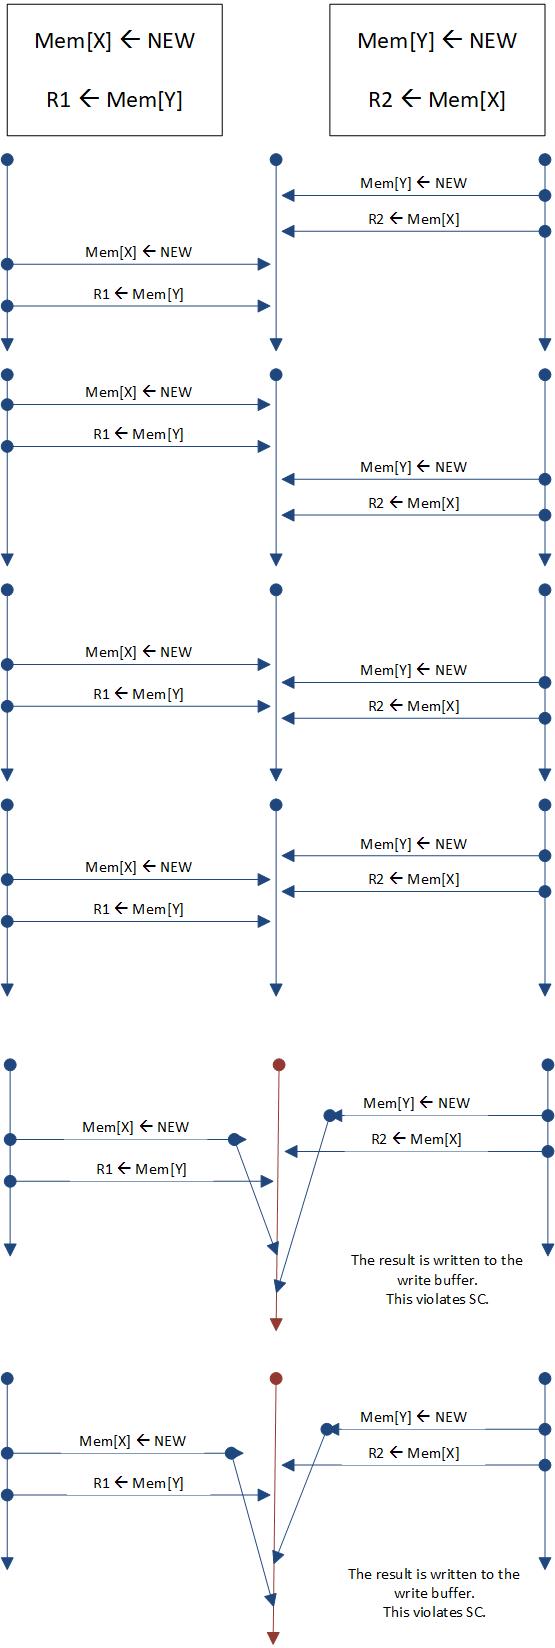 Mem[X] ← NEW
R1 ← Mem[Y]
Mem[Y] ← NEW
R2 ← Mem[X]
Mem[Y] ← NEW
R2 ← Mem[X]
Mem[X] ← NEW
R1 ← Mem[Y]
Mem[X] ← NEW
R1 ← Mem[Y]
Mem[Y] ← NEW
R2 ← Mem[X]
Mem[X] ← NEW
Mem[Y] ← NEW
R1 ← Mem[Y]
R2 ← Mem[X]
Mem[Y] ← NEW
R2 ← Mem[X]
Mem[X] ← NEW
R1 ← Mem[Y]
Mem[Y] ← NEW
Mem[X] ← NEW
R2 ← Mem[X]
R1 ← Mem[Y]
The result is written to the
write buffer.
This violates SC.
Mem[Y] ← NEW
Mem[X] ← NEW
R2 ← Mem[X]
R1 ← Mem[Y]
The result is written to the
write buffer.
This violates SC.